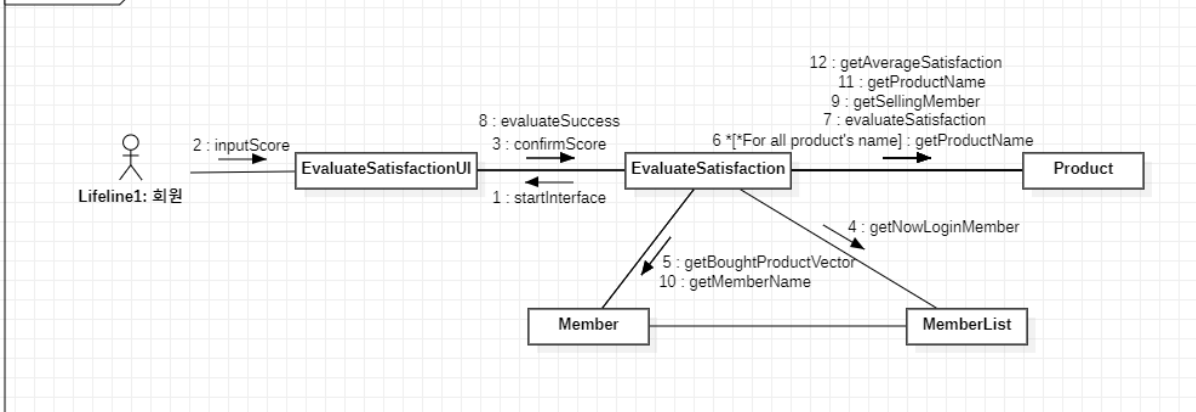 12 : getAverageSatisfaction
11 : getProductName
9 : getSellingMember
7 : evaluateSatisfaction
6 *[*For all product's name] : getProductName
8 : evaluateSuccess
3 : confirmScore
2 : inputScore
EvaluateSatisfactionUI
EvaluateSatisfaction
Product
Lifeline1: 회원
1 : startInterface
4 : getNowLoginMember
5 : getBoughtProductVector
10 : getMemberName
Member
MemberList